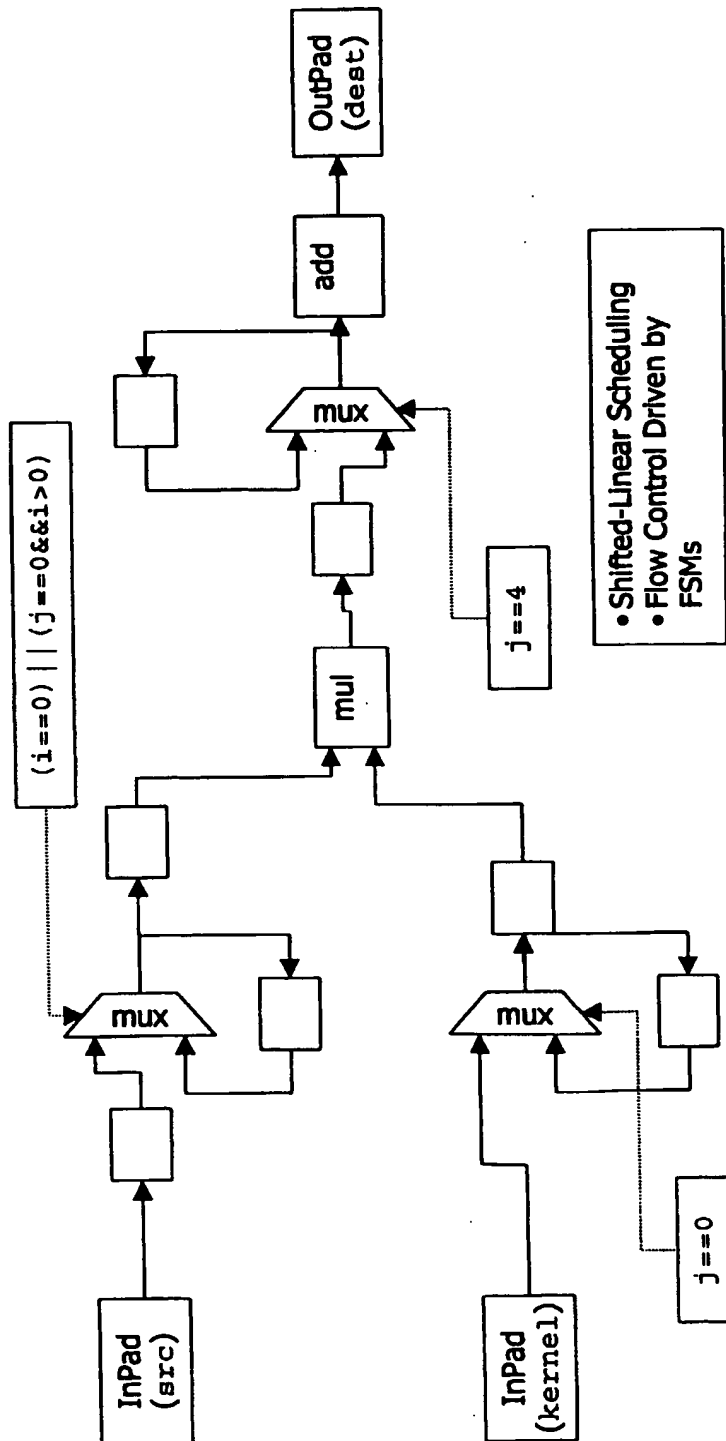 InPad
(src)
mux
(i==0)||(j==0&&i>0)
InPad
(kernel)
j==0
mux
mul
j==4
mux
add
OutPad
(dest)
• Shifted-Linear Scheduling
• Flow Control Driven by
FSMs